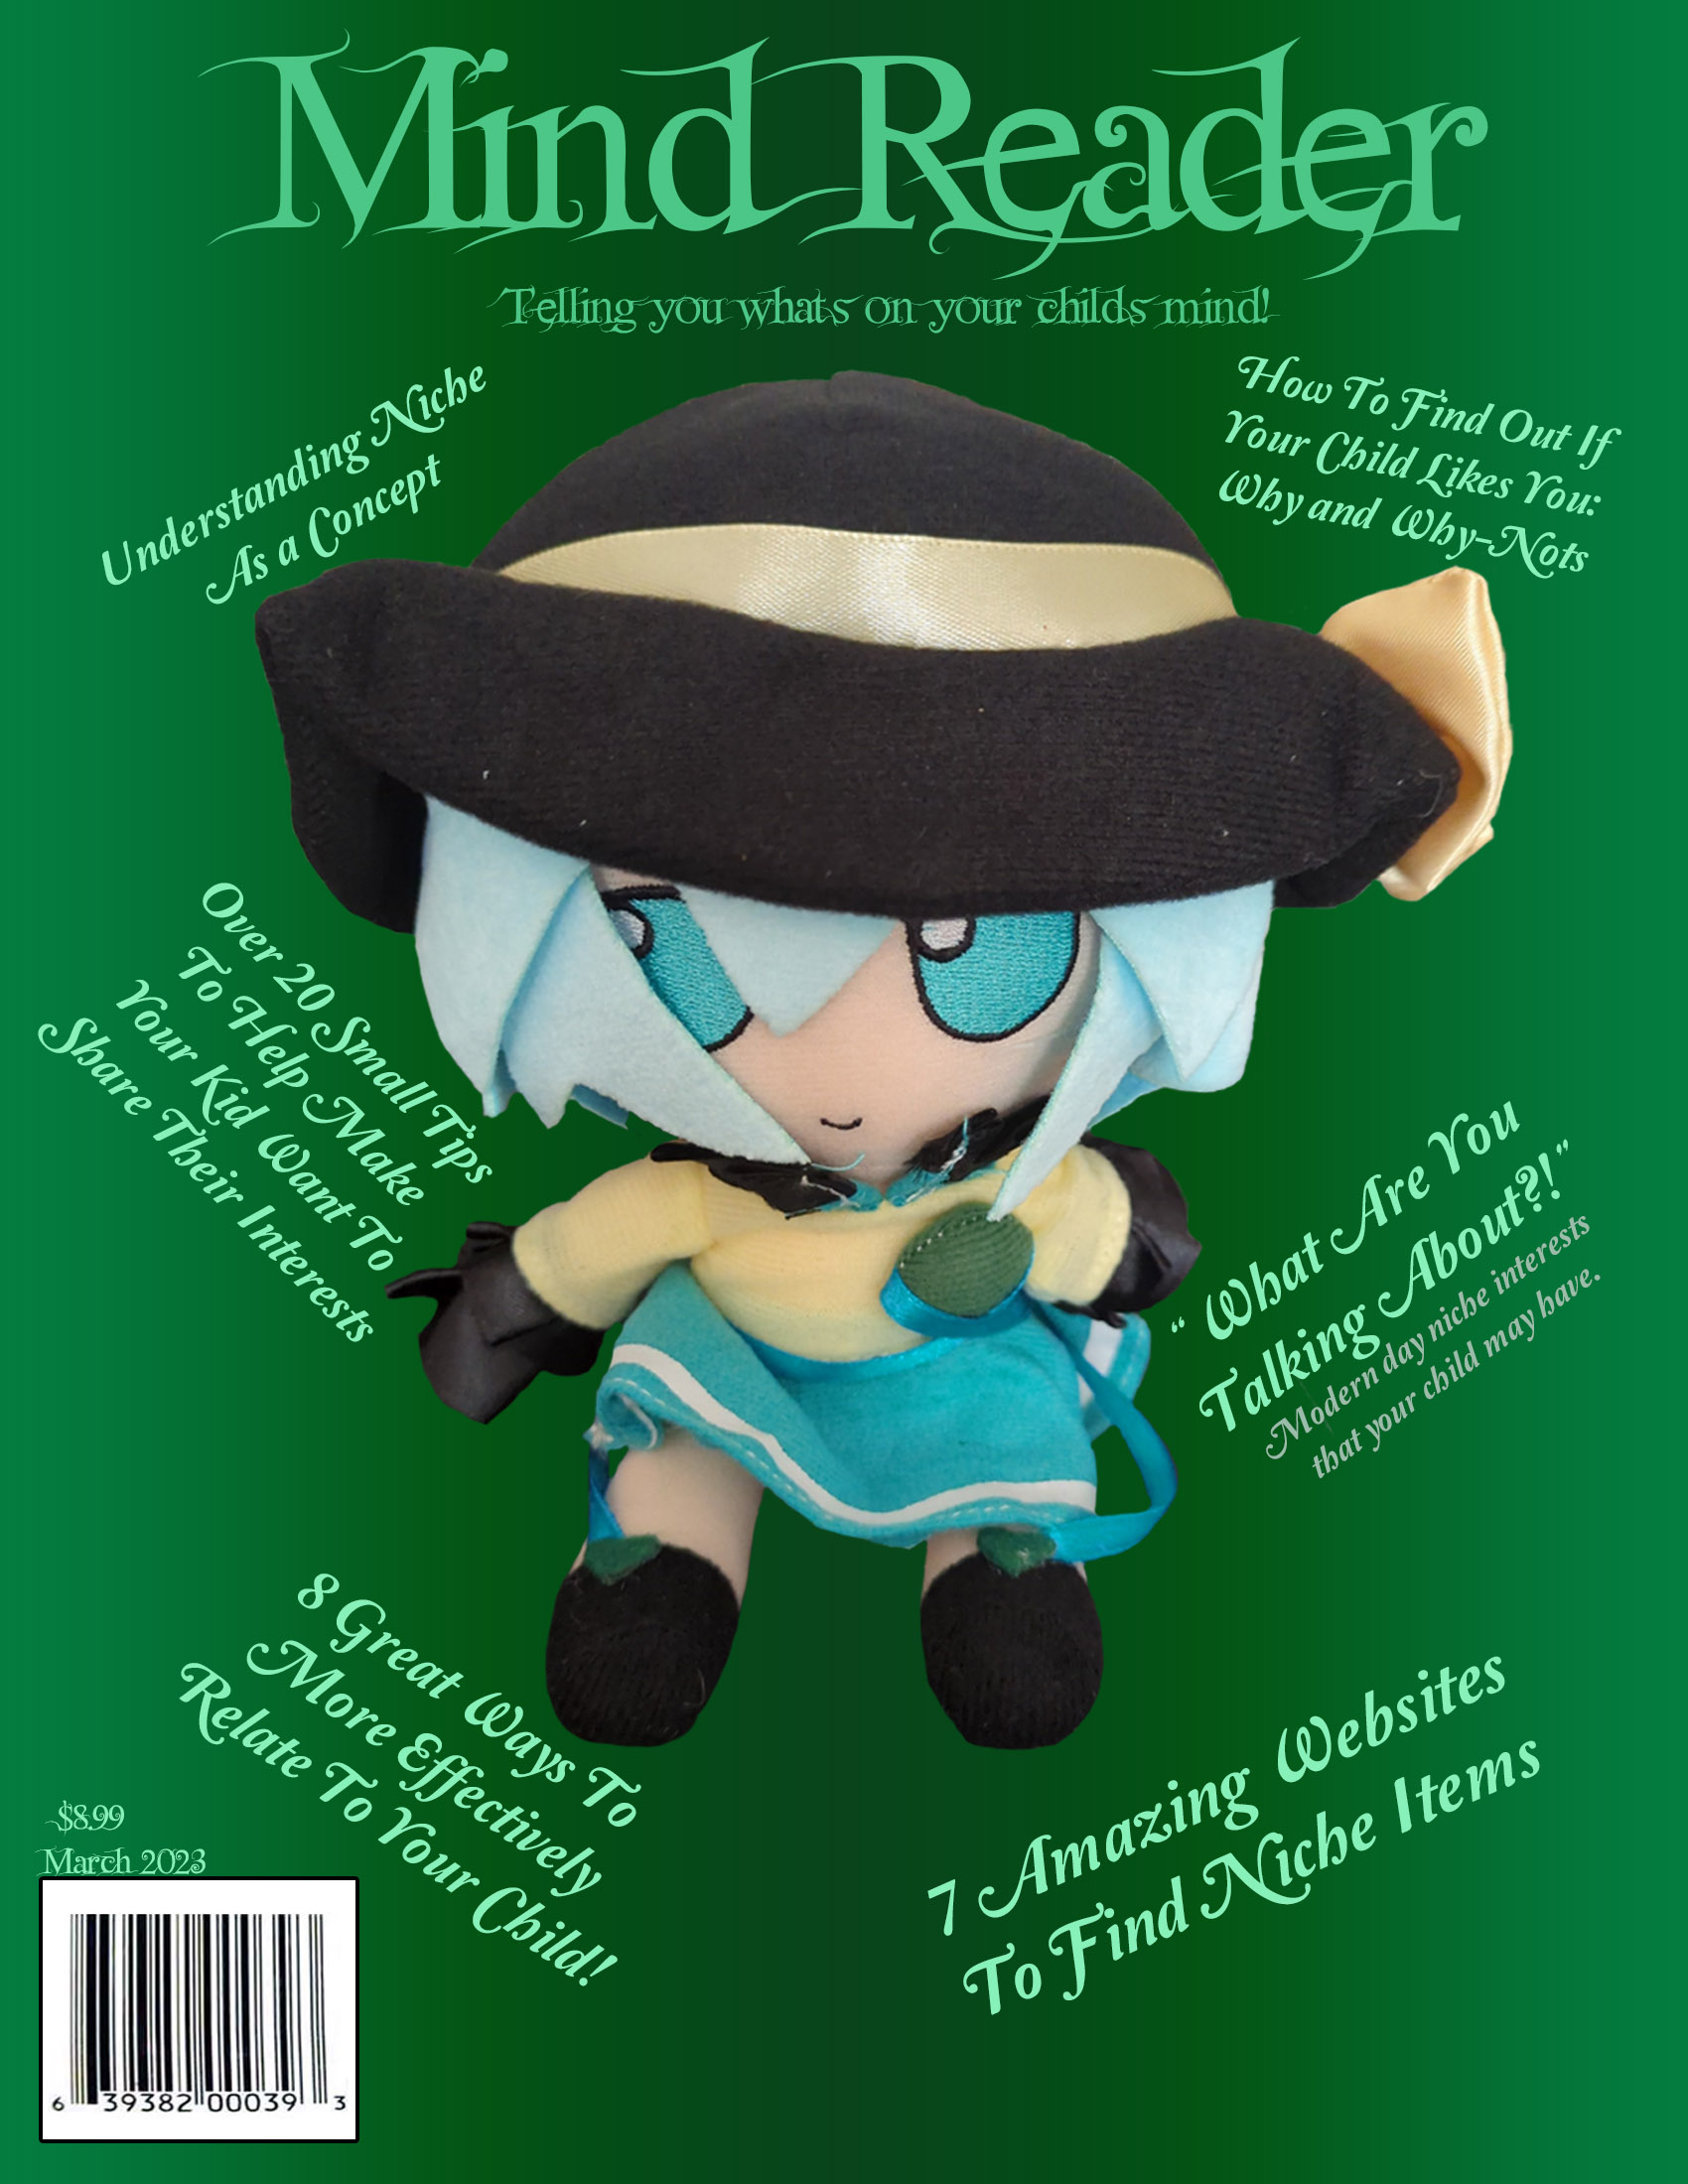 Mind Reader
Telling you whats on your childs mind!
Understanding Niche
As a Concept
How To Find Out If
Your Child Likes You:
Why and Why-Nots
Over 20 Small Tips
To Help Make
Your Kid Want To
Share Their Interests
“ What Are You
Talking About?!”
Modern day niche interests
that your child may have.
8 Great Ways To
More Effectively
Relate To Your Child!
7 Amazing Websites
To Find Niche Items
$8.99
March 2023
6 39382 00039 3